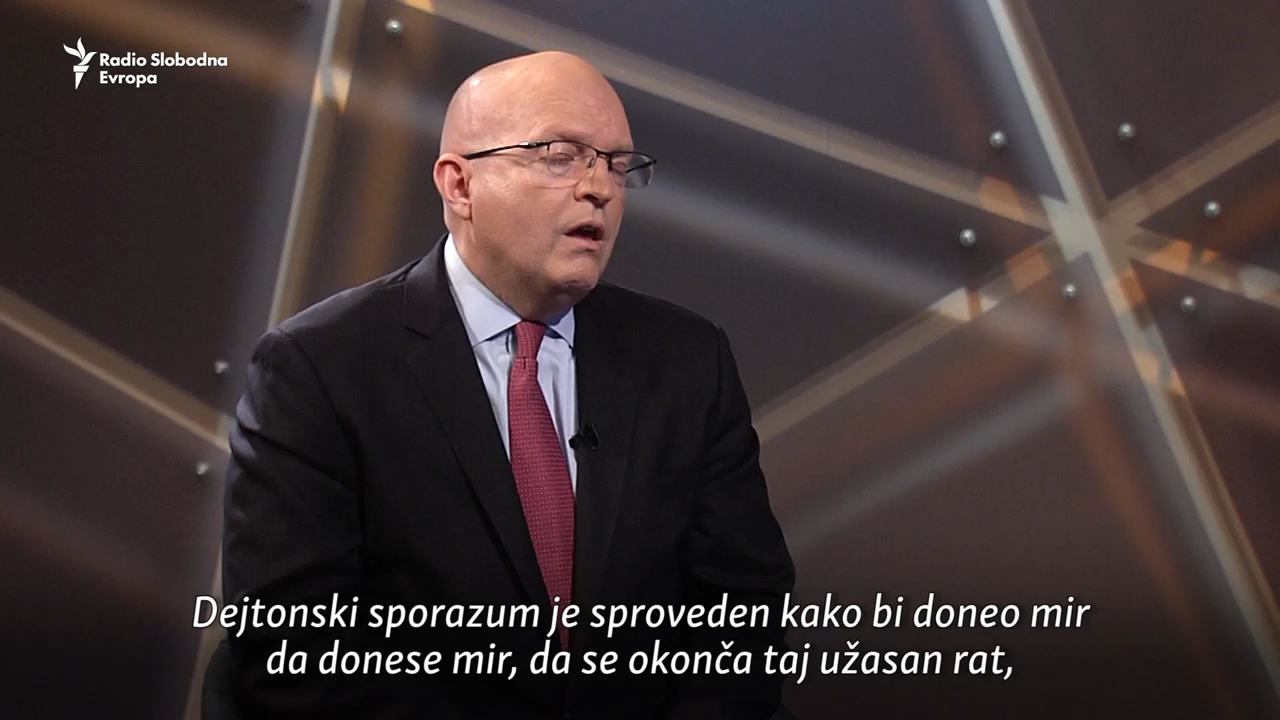 Radio Slobodna
Evropa
Dejtonski sporazum je sproveden kako bi doneo mir
da donese mir, da se okonča taj užasan rat,